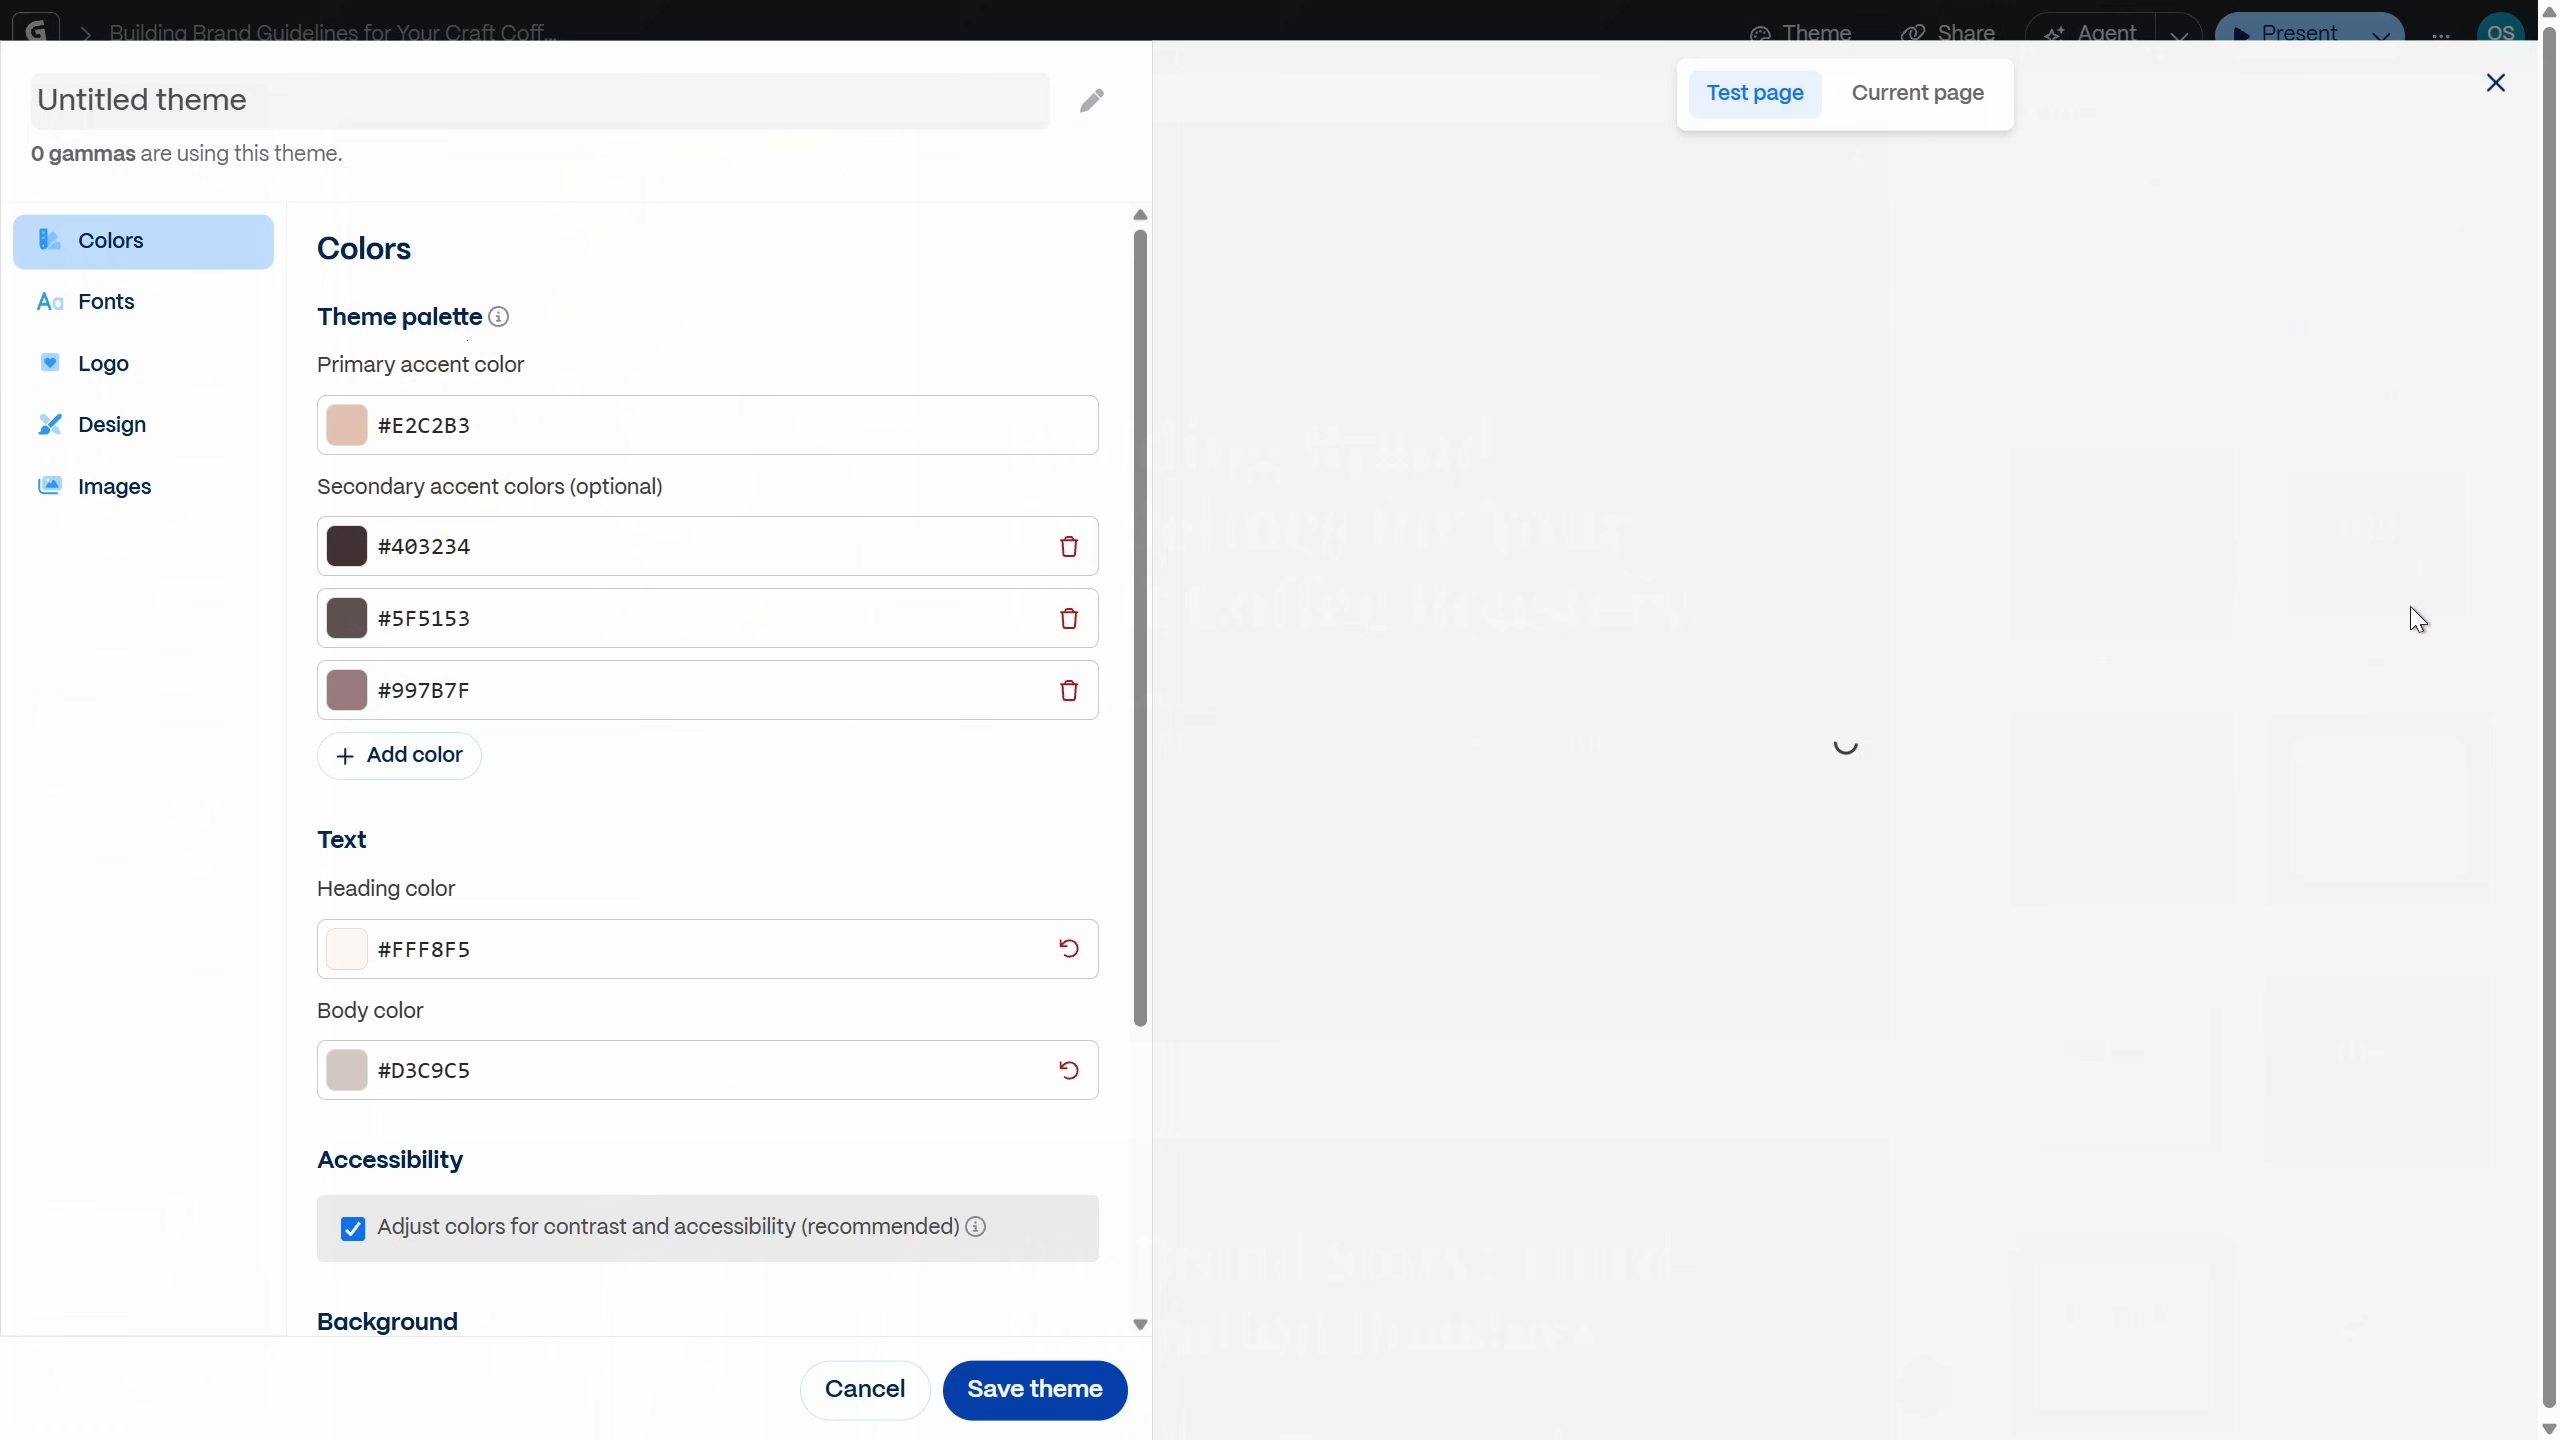 Building Brand Guidelines for Your Craft Coff...
Theme
Share
Agent
Present
OS
Untitled theme
0 gammas are using this theme.
Test page
Current page
Colors
Fonts
Logo
Design
Images
Colors
Theme palette
Primary accent color
#E2C2B3
Secondary accent colors (optional)
#403234
#5F5153
#997B7F
+ Add color
Text
Heading color
#FFF8F5
Body color
#D3C9C5
Accessibility
Adjust colors for contrast and accessibility (recommended)
Background
Cancel
Save theme